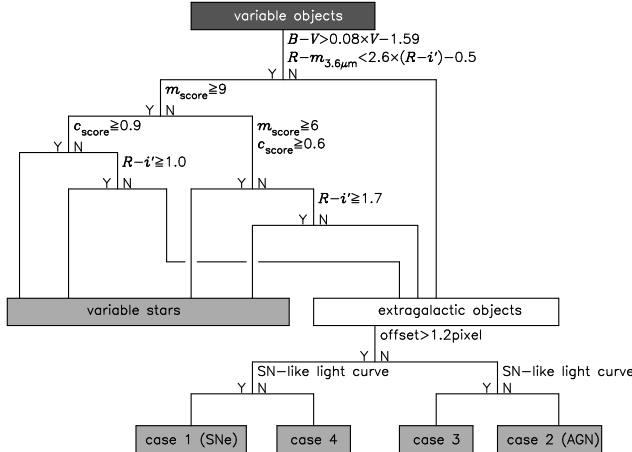 variable objects
B−V>0.08×V−1.59
R−m3.6μm<2.6×(R−i')−0.5
Y N
mscore≧9
Y N
cscore≧0.9
mscore≧6
cscore≧0.6
Y N
R−i'≧1.0
Y N
Y N
R−i'≧1.7
Y N
variable stars
extragalactic objects
offset>1.2pixel
Y N
SN−like light curve
SN−like light curve
Y N
Y N
case 1 (SNe)
case 4
case 3
case 2 (AGN)